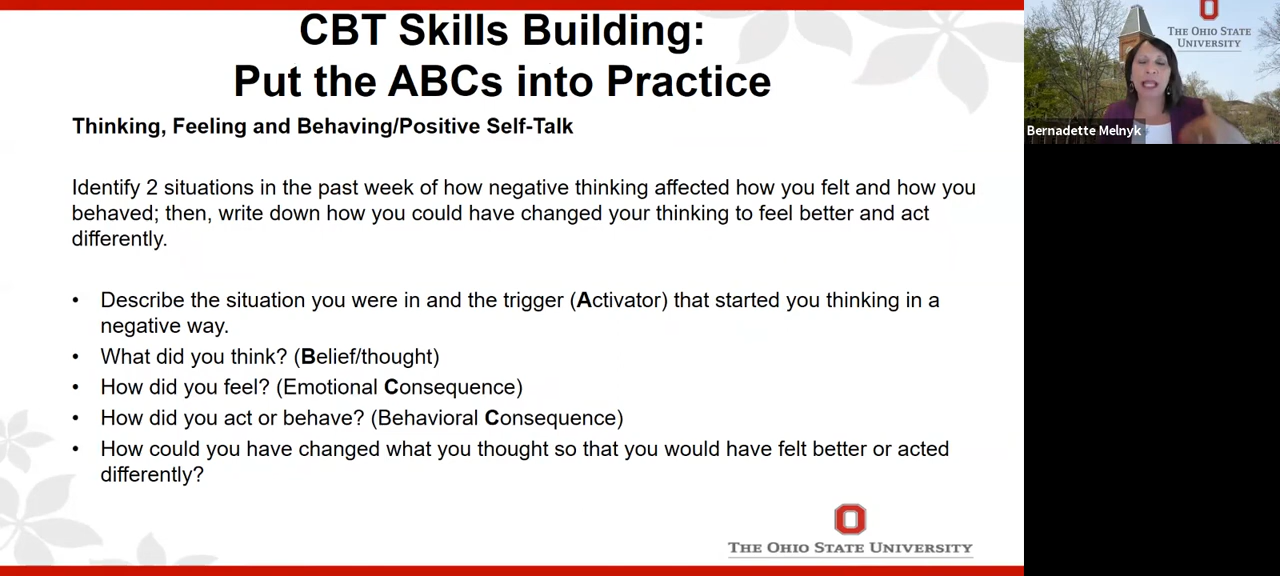 CBT Skills Building:
Put the ABCs into Practice
Thinking, Feeling and Behaving/Positive Self-Talk
Identify 2 situations in the past week of how negative thinking affected how you felt and how you
behaved; then, write down how you could have changed your thinking to feel better and act
differently.
• Describe the situation you were in and the trigger (Activator) that started you thinking in a
negative way.
• What did you think? (Belief/thought)
• How did you feel? (Emotional Consequence)
• How did you act or behave? (Behavioral Consequence)
• How could you have changed what you thought so that you would have felt better or acted
differently?
THE OHIO STATE UNIVERSITY
THE OHIO STATE
UNIVERSITY
Bernadette Melnyk